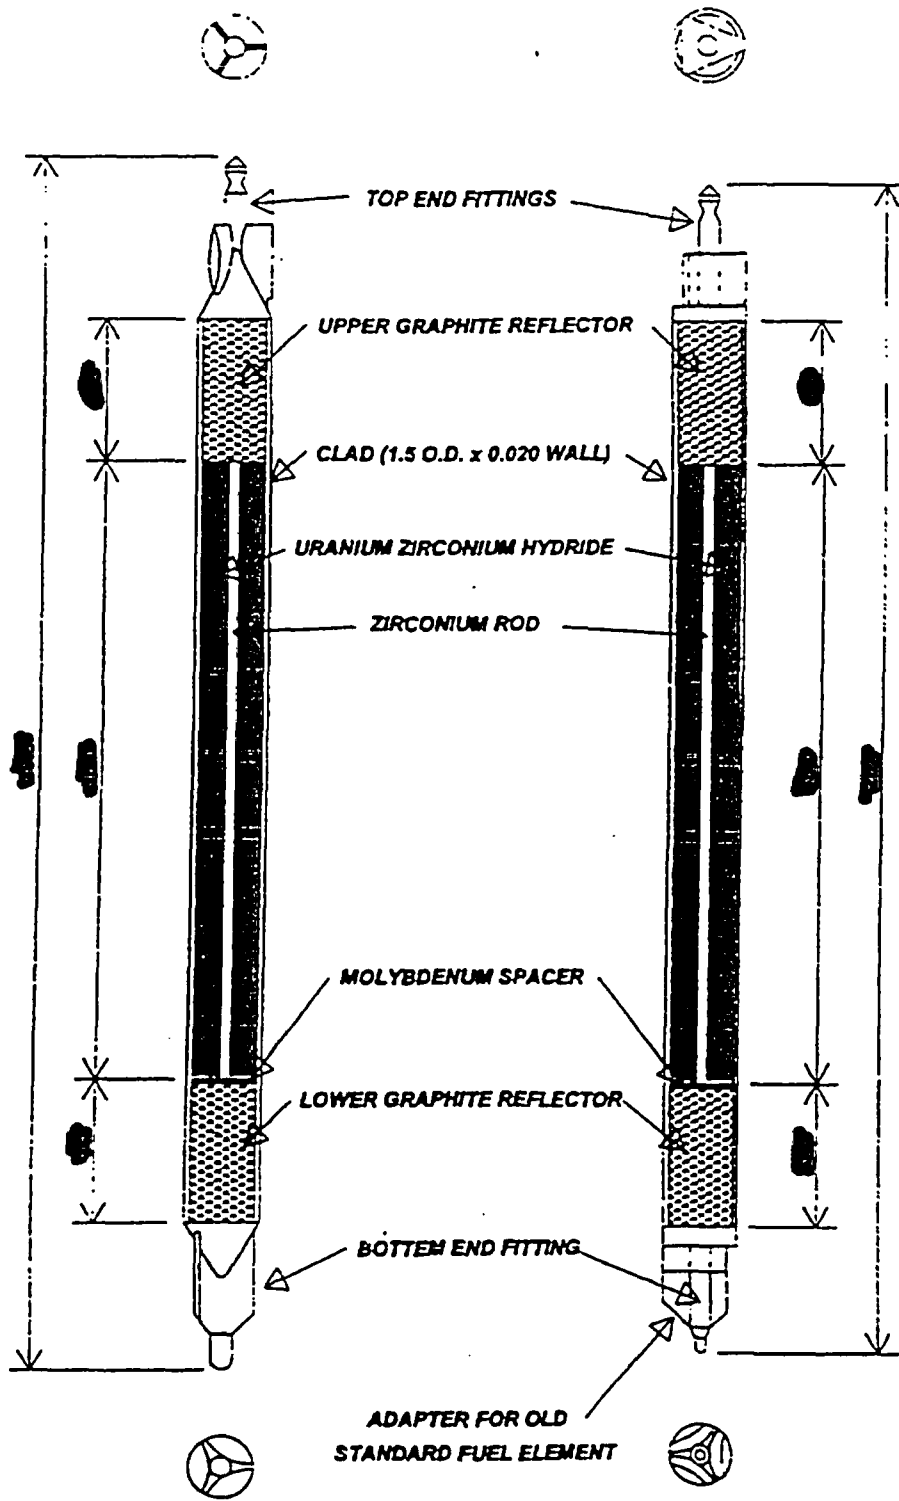 TOP END FITTINGS
UPPER GRAPHITE REFLECTOR
CLAD (1.5 O.D. x 0.020 WALL)
URANIUM ZIRCONIUM HYDRIDE
ZIRCONIUM ROD
MOLYBDENUM SPACER
LOWER GRAPHITE REFLECTOR
BOTTEM END FITTING
ADAPTER FOR OLD
STANDARD FUEL ELEMENT